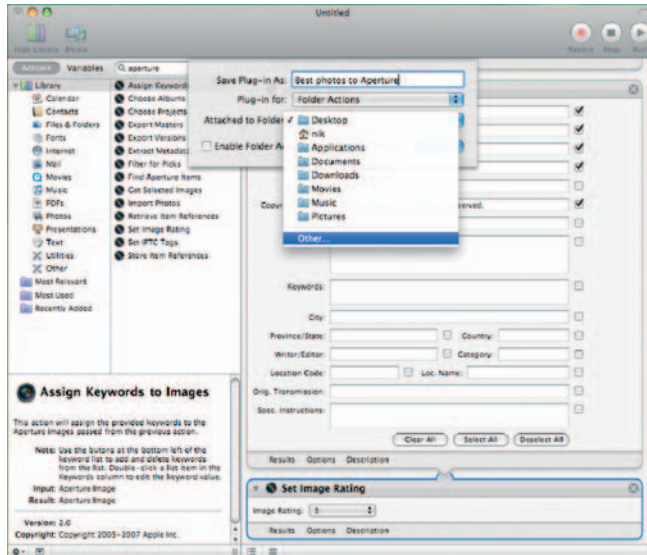 Untitled
Hide Library Media
Record Stop Run
Actions Variables
aperture
Library
Calendar
Contacts
Files & Folders
Fonts
Internet
Mail
Movies
Music
PDFs
Photos
Presentations
Text
Utilities
Other
Most Relevant
Most Used
Recently Added
Assign Keywords
Choose Albums
Choose Projects
Export Masters
Export Versions
Extract Metadata
Filter for Picks
Find Aperture Items
Get Selected Images
Import Photos
Retrieve Item References
Set Image Rating
Set IPTC Tags
Store Item References
Save Plug-in As: Best photos to Aperture
Plug-in for: Folder Actions
Attached to Folder
✓ Desktop
nik
Applications
Documents
Downloads
Movies
Music
Pictures
Other...
Enable Folder Ac
Copyr
erved.
Keywords:
City:
Province/State: Country:
Writer/Editor: Category:
Location Code: Loc. Name:
Orig. Transmission:
Spec. Instructions:
Clear All Select All Deselect All
Results Options Description
Set Image Rating
Image Rating: 5
Results Options Description
Assign Keywords to Images
This action will assign the provided keywords to the
Aperture images passed from the previous action.
Note: Use the buttons at the bottom left of the
keyword list to add and delete keywords
from the list. Double-click a list item in the
Keywords column to edit the keyword value.
Input: Aperture Image
Result: Aperture Image
Version: 2.0
Copyright: Copyright 2005-2007 Apple Inc.